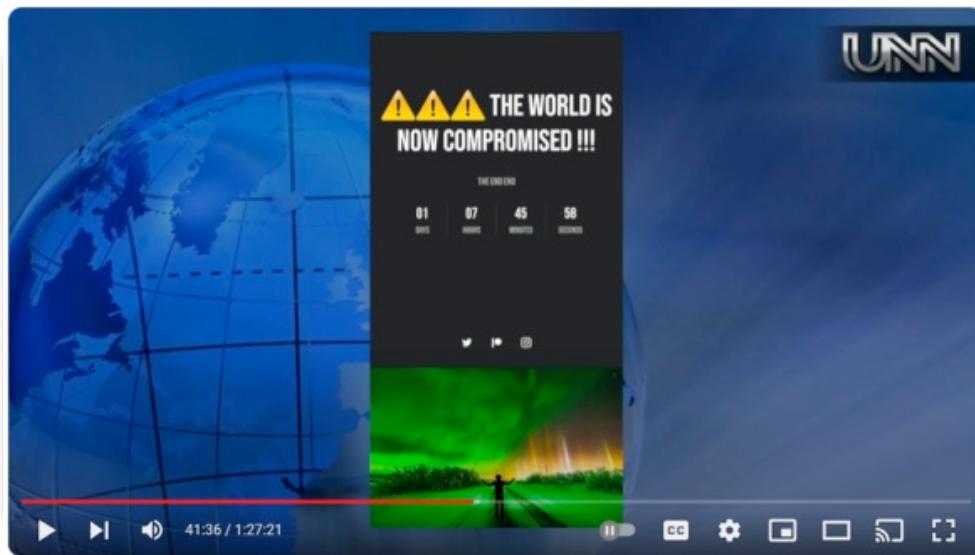 UNN
⚠️⚠️⚠️ THE WORLD IS
NOW COMPROMISED !!!
THE END END
01 07 45 58
DAYS HOURS MINUTES SECONDS
41:36 / 1:27:21
CC